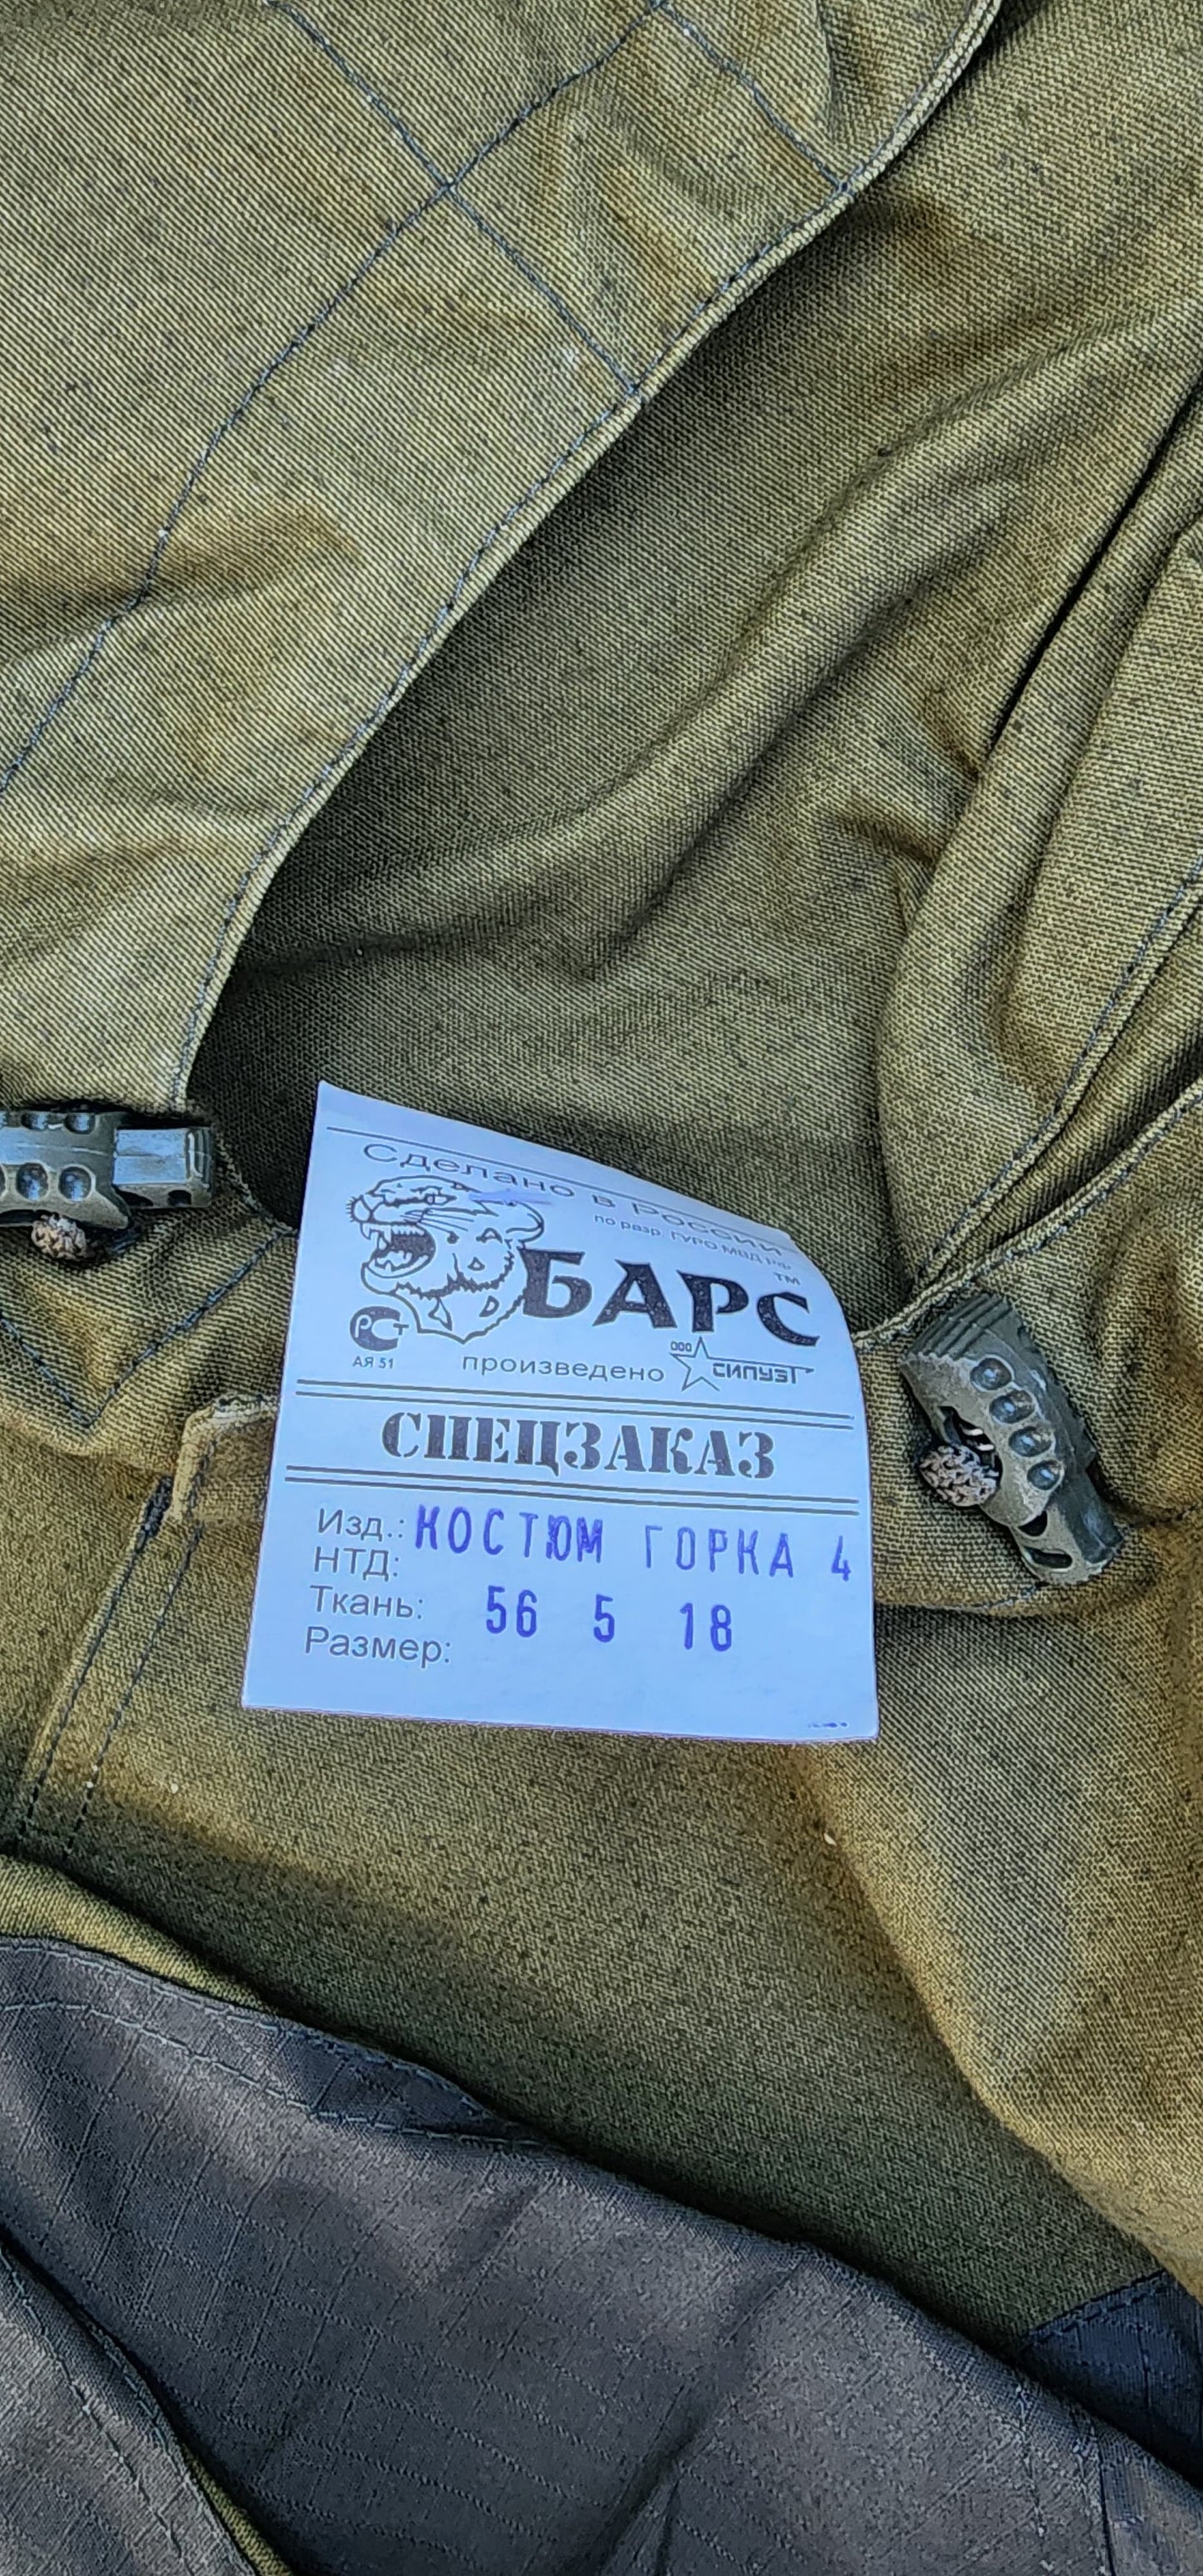 Сделано в России
по разр. ГУРО МВД РФ
БАРС ТМ
РСТ
АЯ 51
произведено ООО СИЛУЭТ
СПЕЦЗАКАЗ
Изд.: КОСТЮМ ГОРКА 4
НТД:
Ткань: 56 5 18
Размер: